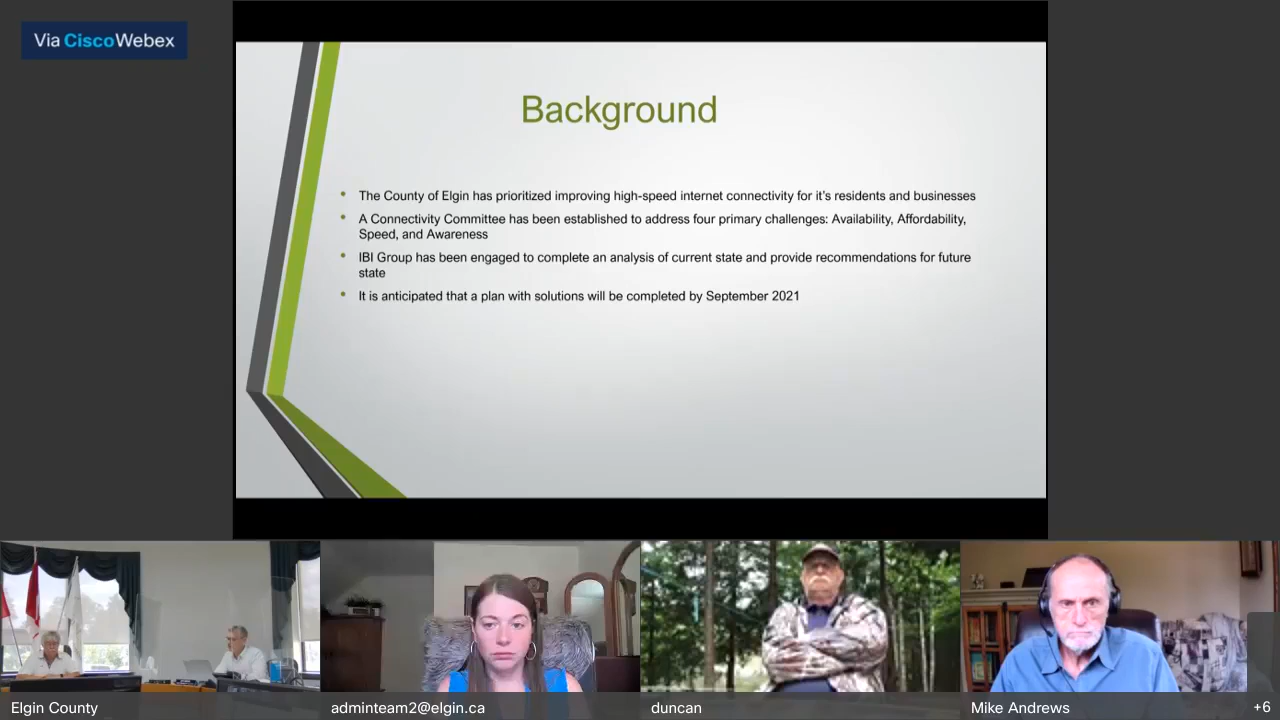 Via Cisco Webex
Background
The County of Elgin has prioritized improving high-speed internet connectivity for it's residents and businesses
A Connectivity Committee has been established to address four primary challenges: Availability, Affordability,
Speed, and Awareness
IBI Group has been engaged to complete an analysis of current state and provide recommendations for future
state
It is anticipated that a plan with solutions will be completed by September 2021
Elgin County
adminteam2@elgin.ca
duncan
Mike Andrews
+6